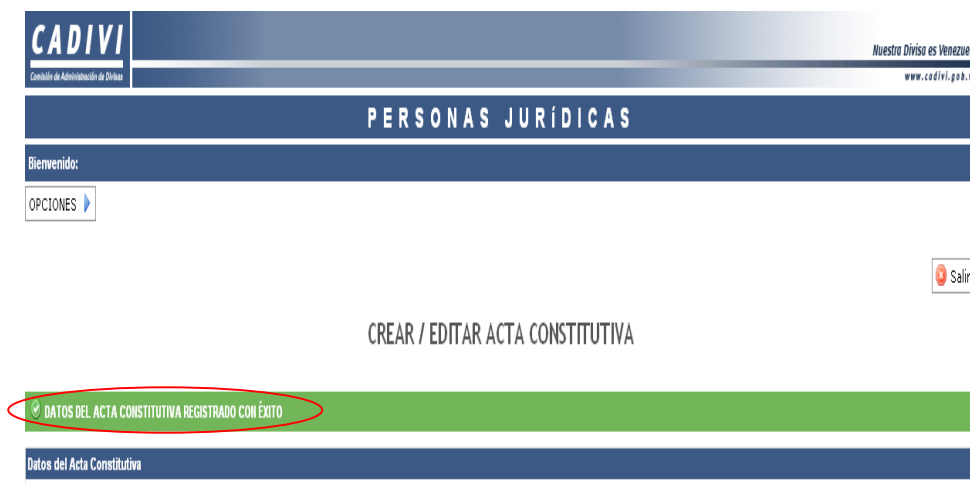 CADIVI
Comisión de Administración de Divisas
Nuestra Divisa es Venezue
www.cadivi.gob.v
PERSONAS JURíDICAS
Bienvenido:
OPCIONES
Salir
CREAR / EDITAR ACTA CONSTITUTIVA
DATOS DEL ACTA CONSTITUTIVA REGISTRADO CON ÉXITO
Datos del Acta Constitutiva